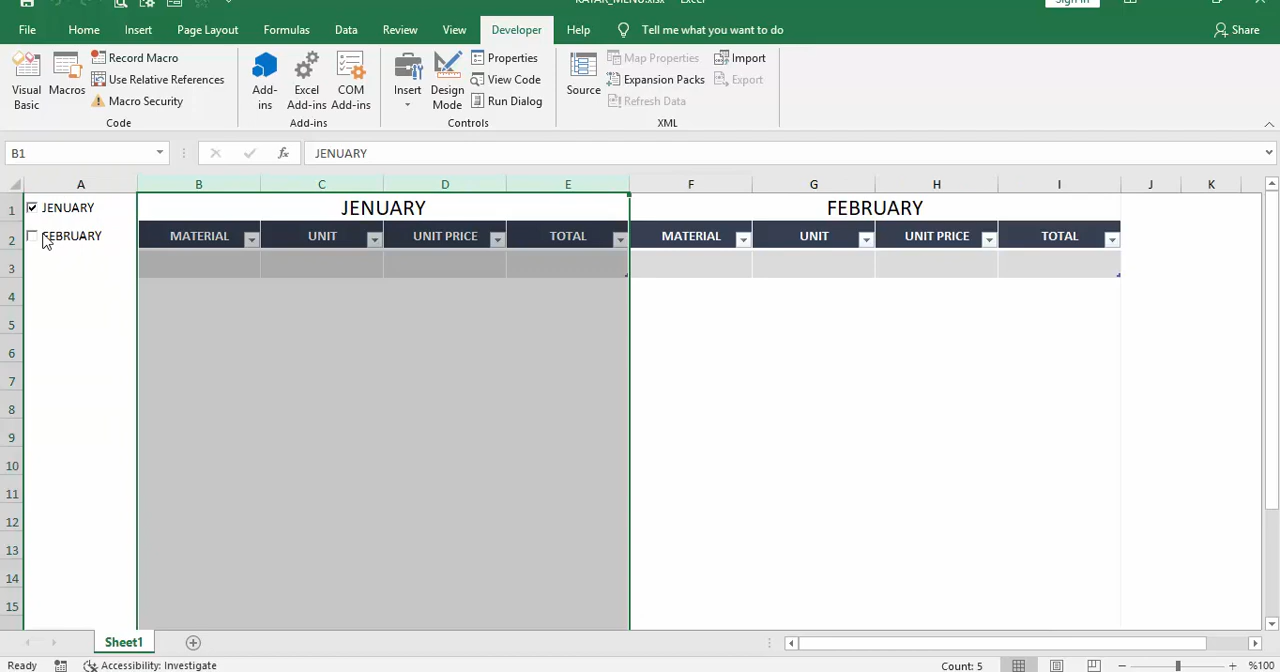 File Home Insert Page Layout Formulas Data Review View Developer Help Tell me what you want to do Share
Visual Basic
Macros
Record Macro
Use Relative References
Macro Security
Code
Add-ins
Excel Add-ins
COM Add-ins
Add-ins
Insert
Design Mode
Properties
View Code
Run Dialog
Controls
Source
Map Properties
Expansion Packs
Refresh Data
Import
Export
XML
B1 fx JENUARY
A B C D E F G H I J K
1 JENUARY JENUARY FEBRUARY
2 FEBRUARY MATERIAL UNIT UNIT PRICE TOTAL MATERIAL UNIT UNIT PRICE TOTAL
3
4
5
6
7
8
9
10
11
12
13
14
15
Sheet1
Ready Accessibility: Investigate Count: 5 %100